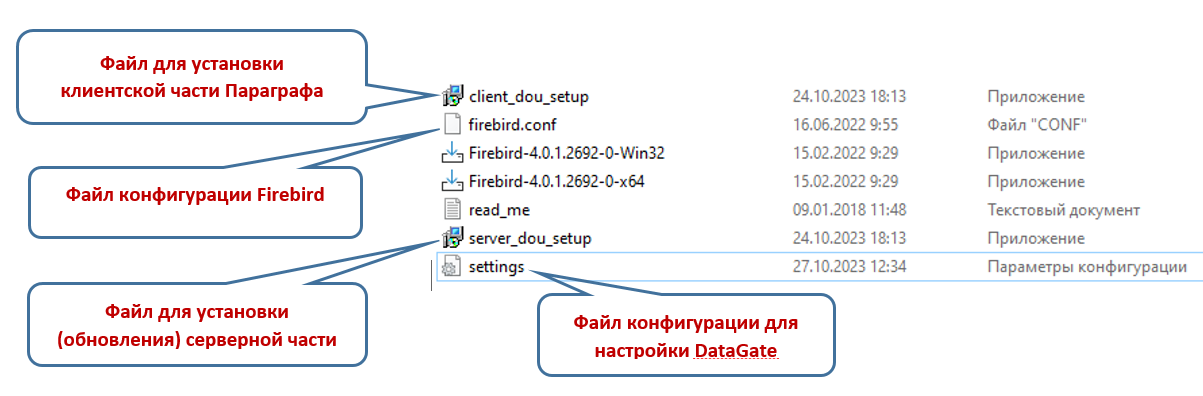 Файл для установки
клиентской части Параграфа
client_dou_setup 24.10.2023 18:13 Приложение
firebird.conf 16.06.2022 9:55 Файл "CONF"
Firebird-4.0.1.2692-0-Win32 15.02.2022 9:29 Приложение
Firebird-4.0.1.2692-0-x64 15.02.2022 9:29 Приложение
Файл конфигурации Firebird
read_me 09.01.2018 11:48 Текстовый документ
server_dou_setup 24.10.2023 18:13 Приложение
settings 27.10.2023 12:34 Параметры конфигурации
Файл для установки
(обновления) серверной части
Файл конфигурации для
настройки DataGate